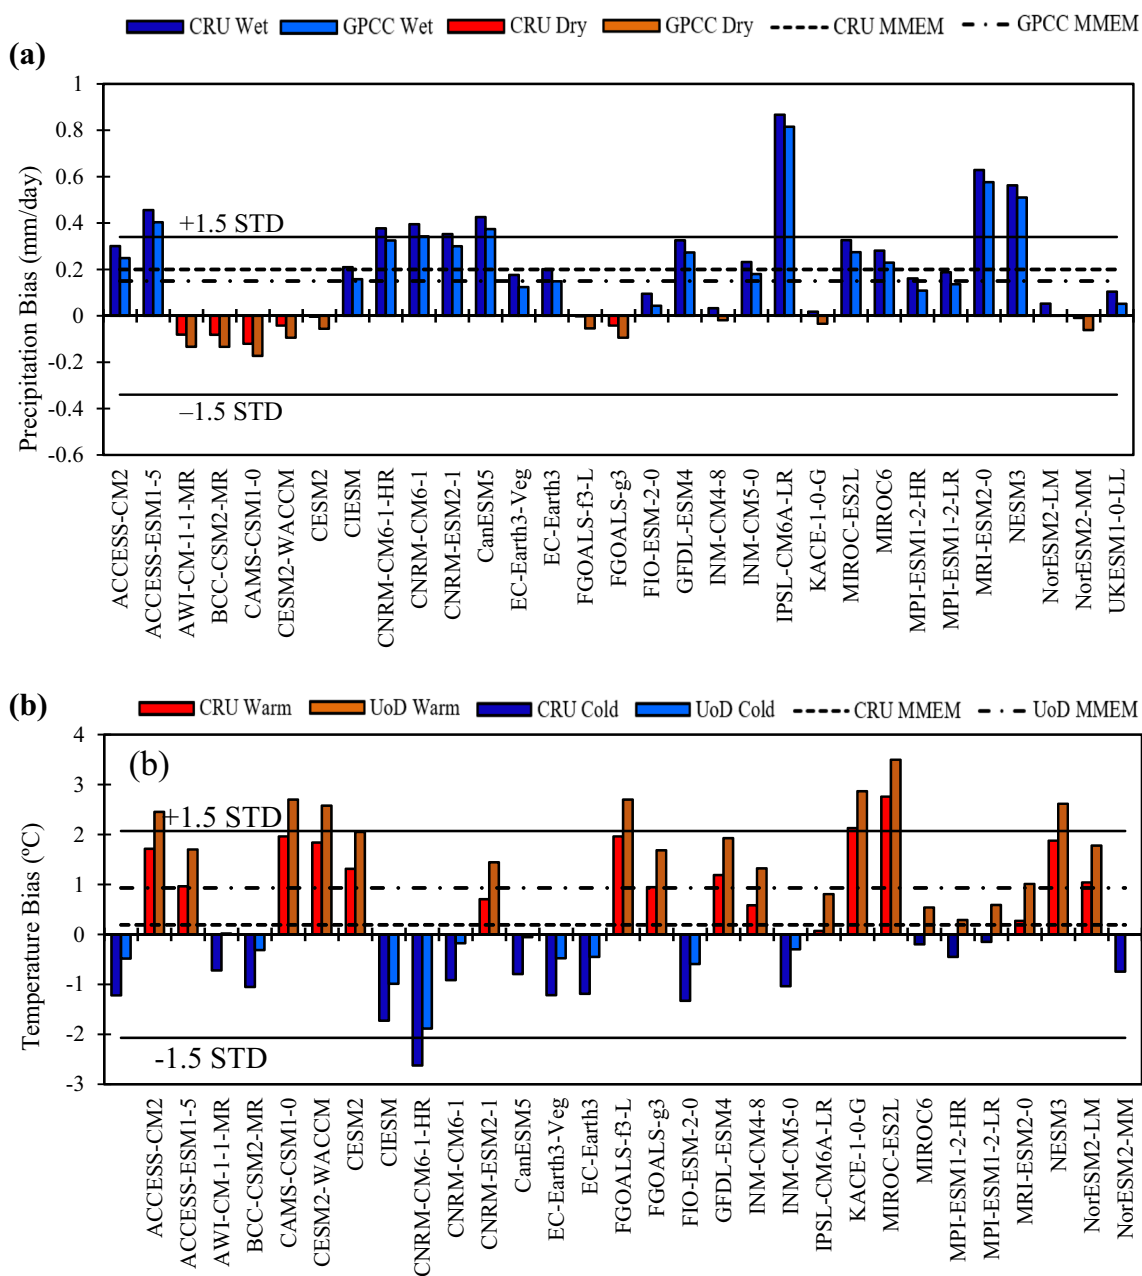 CRU Wet GPCC Wet CRU Dry GPCC Dry CRU MMEM GPCC MMEM
(a)
Precipitation Bias (mm/day)
1
0.8
0.6
0.4
0.2
0
-0.2
-0.4
-0.6
+1.5 STD
–1.5 STD
ACCESS-CM2
ACCESS-ESM1-5
AWI-CM-1-1-MR
BCC-CSM2-MR
CAMS-CSM1-0
CESM2-WACCM
CESM2
CIESM
CNRM-CM6-1-HR
CNRM-CM6-1
CNRM-ESM2-1
CanESM5
EC-Earth3-Veg
EC-Earth3
FGOALS-f3-L
FGOALS-g3
FIO-ESM-2-0
GFDL-ESM4
INM-CM4-8
INM-CM5-0
IPSL-CM6A-LR
KACE-1-0-G
MIROC-ES2L
MIROC6
MPI-ESM1-2-HR
MPI-ESM1-2-LR
MRI-ESM2-0
NESM3
NorESM2-LM
NorESM2-MM
UKESM1-0-LL
(b)
CRU Warm UoD Warm CRU Cold UoD Cold CRU MMEM UoD MMEM
(b)
Temperature Bias (ºC)
4
3
2
1
0
-1
-2
-3
+1.5 STD
-1.5 STD
ACCESS-CM2
ACCESS-ESM1-5
AWI-CM-1-1-MR
BCC-CSM2-MR
CAMS-CSM1-0
CESM2-WACCM
CESM2
CIESM
CNRM-CM6-1-HR
CNRM-CM6-1
CNRM-ESM2-1
CanESM5
EC-Earth3-Veg
EC-Earth3
FGOALS-f3-L
FGOALS-g3
FIO-ESM-2-0
GFDL-ESM4
INM-CM4-8
INM-CM5-0
IPSL-CM6A-LR
KACE-1-0-G
MIROC-ES2L
MIROC6
MPI-ESM1-2-HR
MPI-ESM1-2-LR
MRI-ESM2-0
NESM3
NorESM2-LM
NorESM2-MM